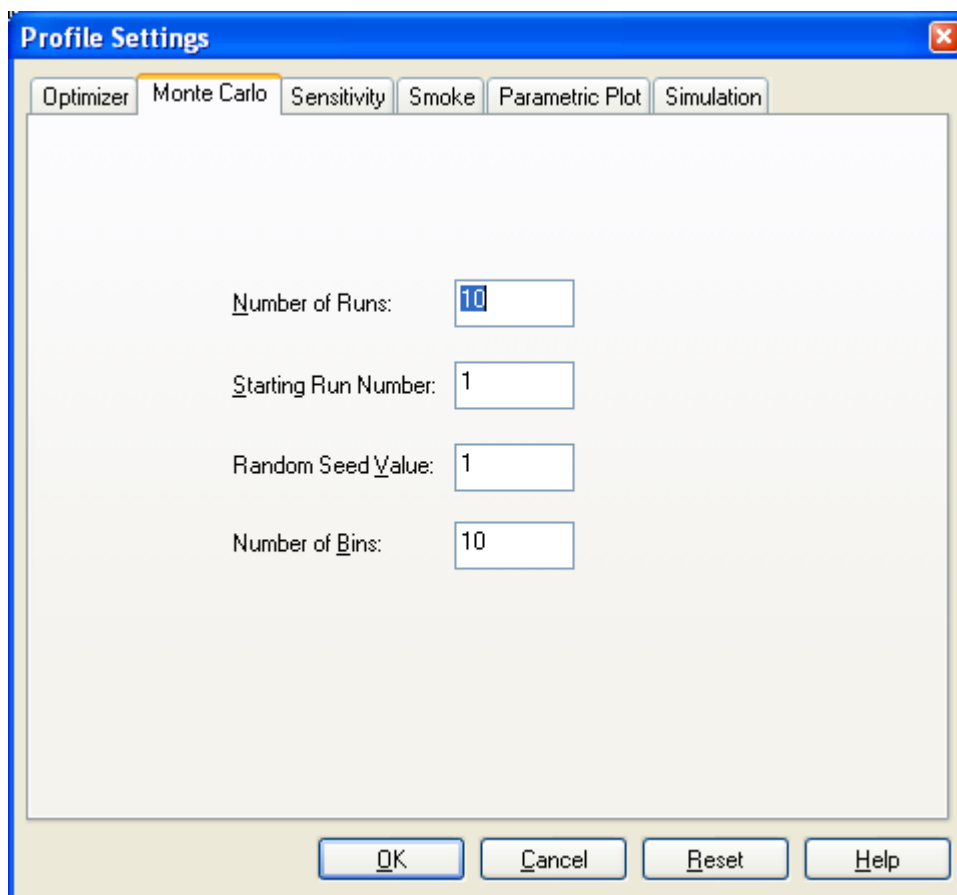 Profile Settings
Optimizer Monte Carlo Sensitivity Smoke Parametric Plot Simulation
Number of Runs: 10
Starting Run Number: 1
Random Seed Value: 1
Number of Bins: 10
OK Cancel Reset Help